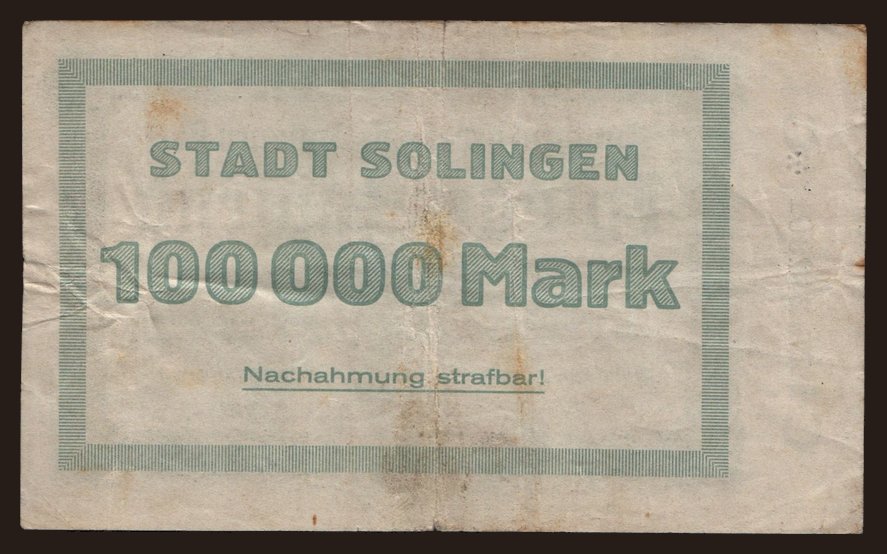 STADT SOLINGEN
100 000 Mark
Nachahmung strafbar!